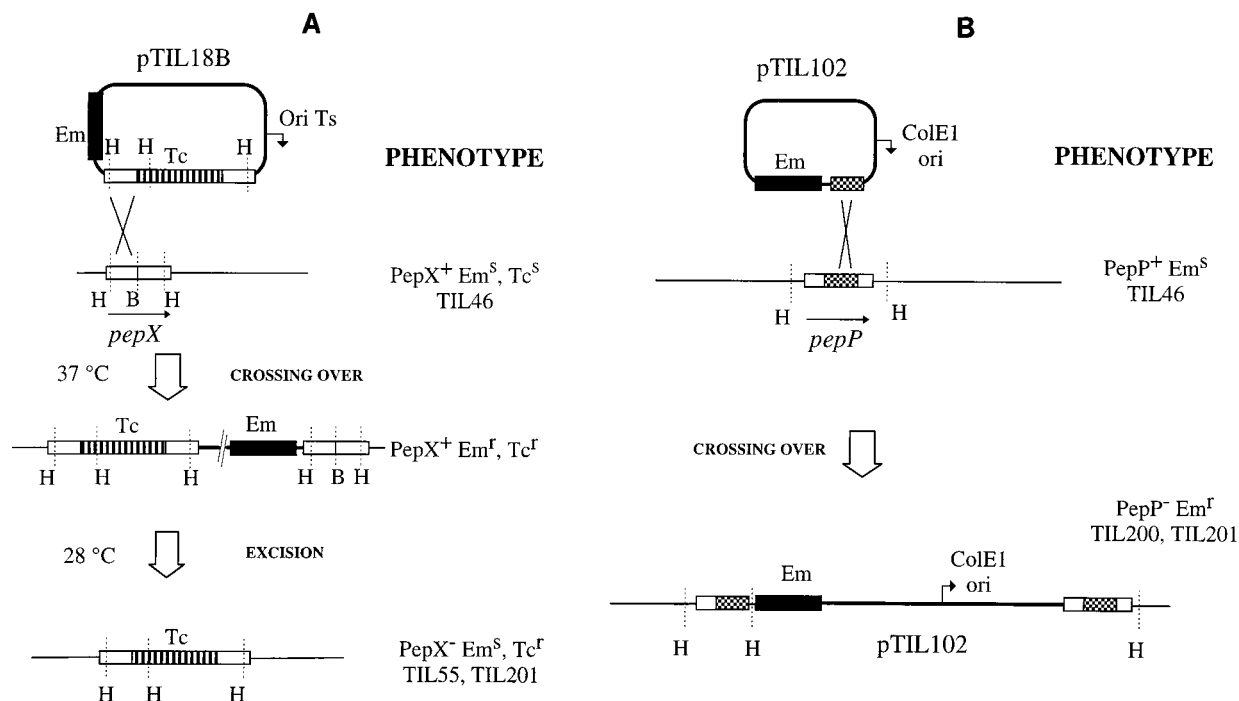 A
pTIL18B
Em
H H H
Tc
Ori Ts
PHENOTYPE
H B H
pepX
PepX+ Ems, Tcs
TIL46
37 °C
CROSSING OVER
Tc
Em
H H H H B H
PepX+ Emr, Tcr
28 °C
EXCISION
Tc
H H H
PepX- Ems, Tcr
TIL55, TIL201
B
pTIL102
Em
ColE1
ori
PHENOTYPE
H H
pepP
PepP+ Ems
TIL46
CROSSING OVER
PepP- Emr
TIL200, TIL201
Em
ColE1
ori
H H H
pTIL102